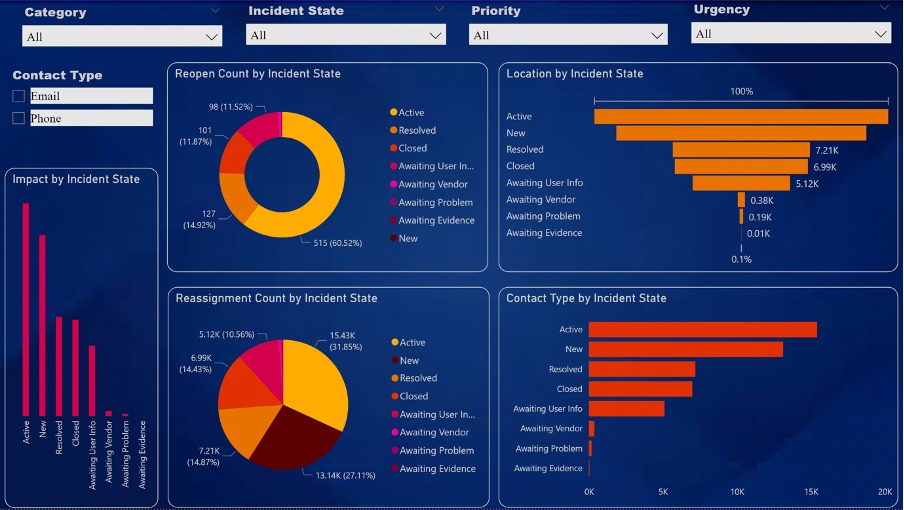 Category
All
Incident State
All
Priority
All
Urgency
All
Contact Type
Email
Phone
Impact by Incident State
Active
New
Resolved
Closed
Awaiting User Info
Awaiting Vendor
Awaiting Problem
Awaiting Evidence
Reopen Count by Incident State
98 (11.52%)
101
(11.87%)
127
(14.92%)
515 (60.52%)
Active
Resolved
Closed
Awaiting User In...
Awaiting Vendor
Awaiting Problem
Awaiting Evidence
New
Location by Incident State
100%
Active
New
Resolved 7.21K
Closed 6.99K
Awaiting User Info 5.12K
Awaiting Vendor 0.38K
Awaiting Problem 0.19K
Awaiting Evidence 0.01K
0.1%
Reassignment Count by Incident State
5.12K (10.56%)
15.43K
(31.85%)
6.99K
(14.43%)
7.21K
(14.87%)
13.14K (27.11%)
Active
New
Resolved
Closed
Awaiting User In...
Awaiting Vendor
Awaiting Problem
Awaiting Evidence
Contact Type by Incident State
Active
New
Resolved
Closed
Awaiting User Info
Awaiting Vendor
Awaiting Problem
Awaiting Evidence
0K 5K 10K 15K 20K